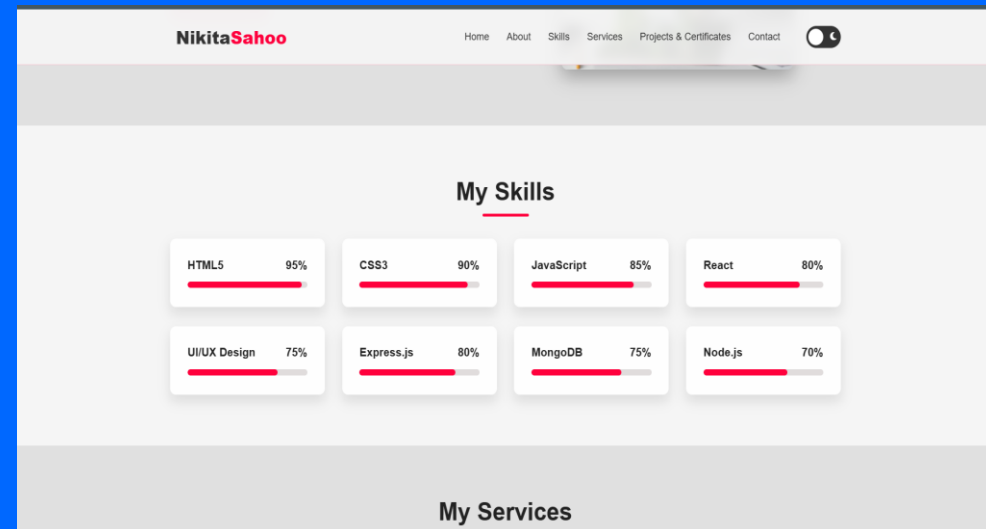 NikitaSahoo Home About Skills Services Projects & Certificates Contact
My Skills
HTML5 95% CSS3 90% JavaScript 85% React 80%
UI/UX Design 75% Express.js 80% MongoDB 75% Node.js 70%
My Services